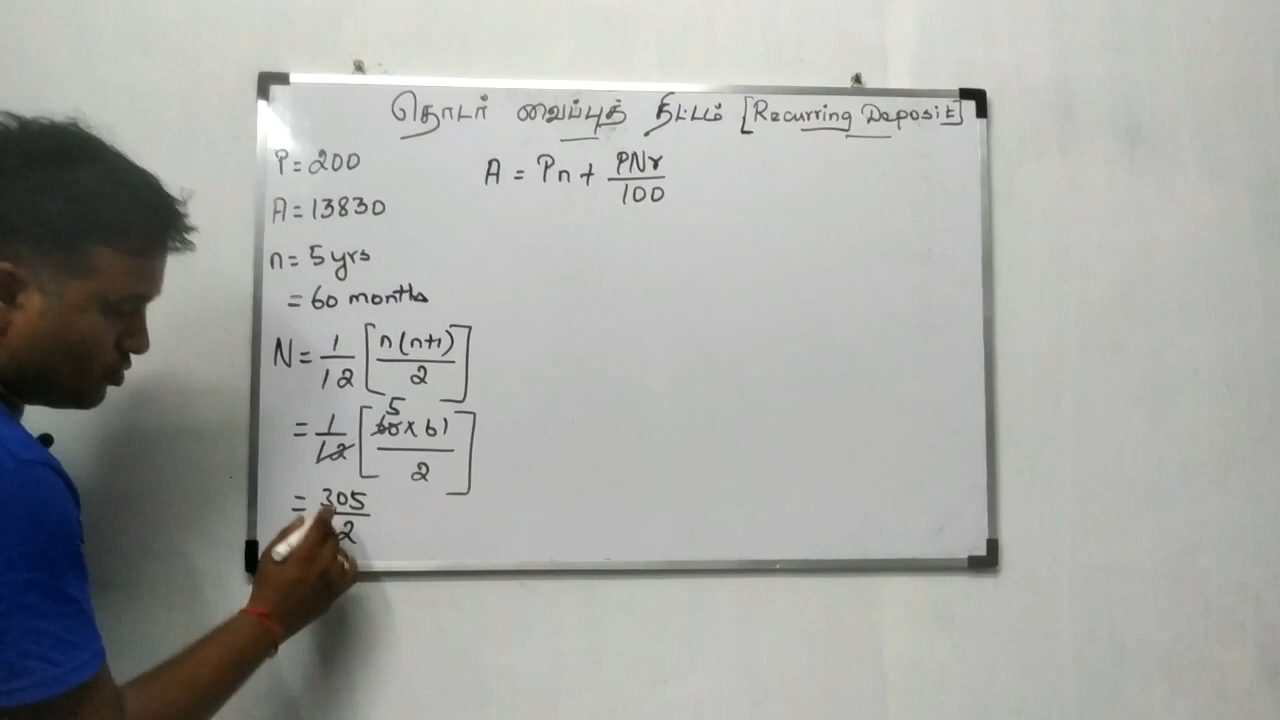 தொடர் வைப்புத் திட்டம் [Recurring Deposit]
P = 200
A = Pn + PNr/100
A = 13830
n = 5 yrs
= 60 months
N = 1/12 [n(n+1)/2]
= 1/12 [60 × 61/2]
5
= 305/2